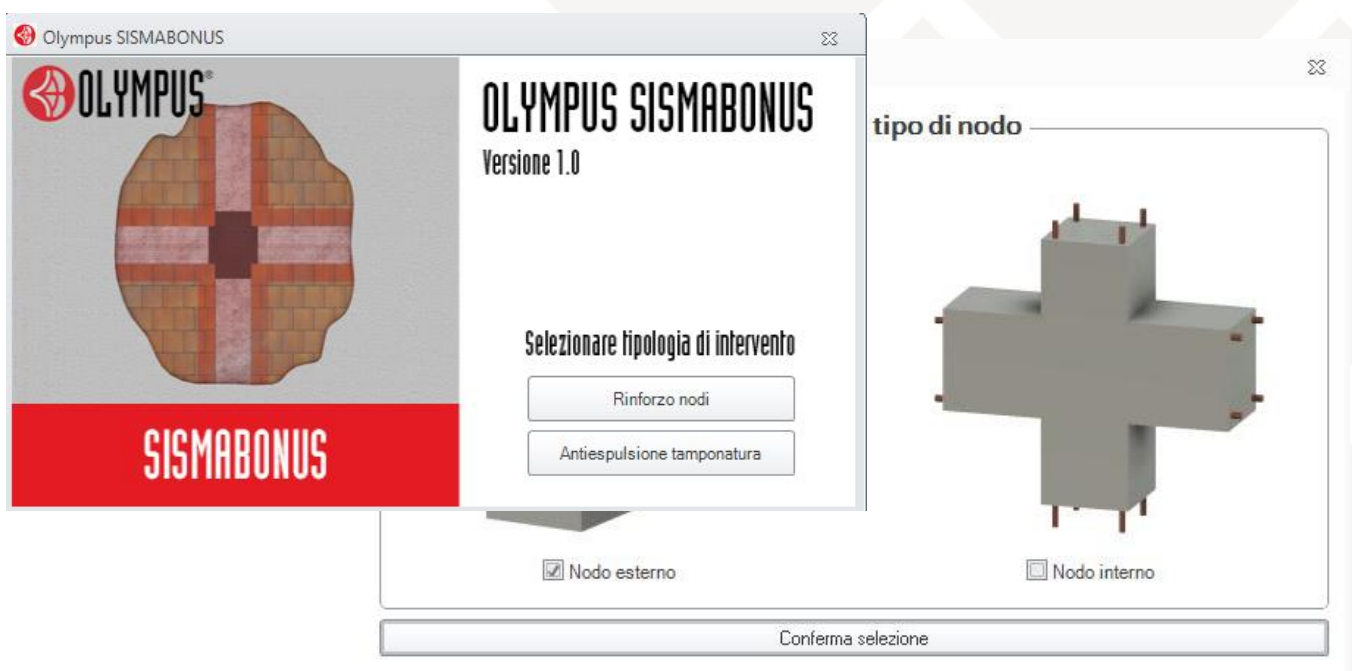 Olympus SISMABONUS
OLYMPUS®
OLYMPUS SISMABONUS
Versione 1.0
Selezionare tipologia di intervento
Rinforzo nodi
Antiespulsione tamponatura
SISMABONUS
tipo di nodo
Nodo esterno
Nodo interno
Conferma selezione